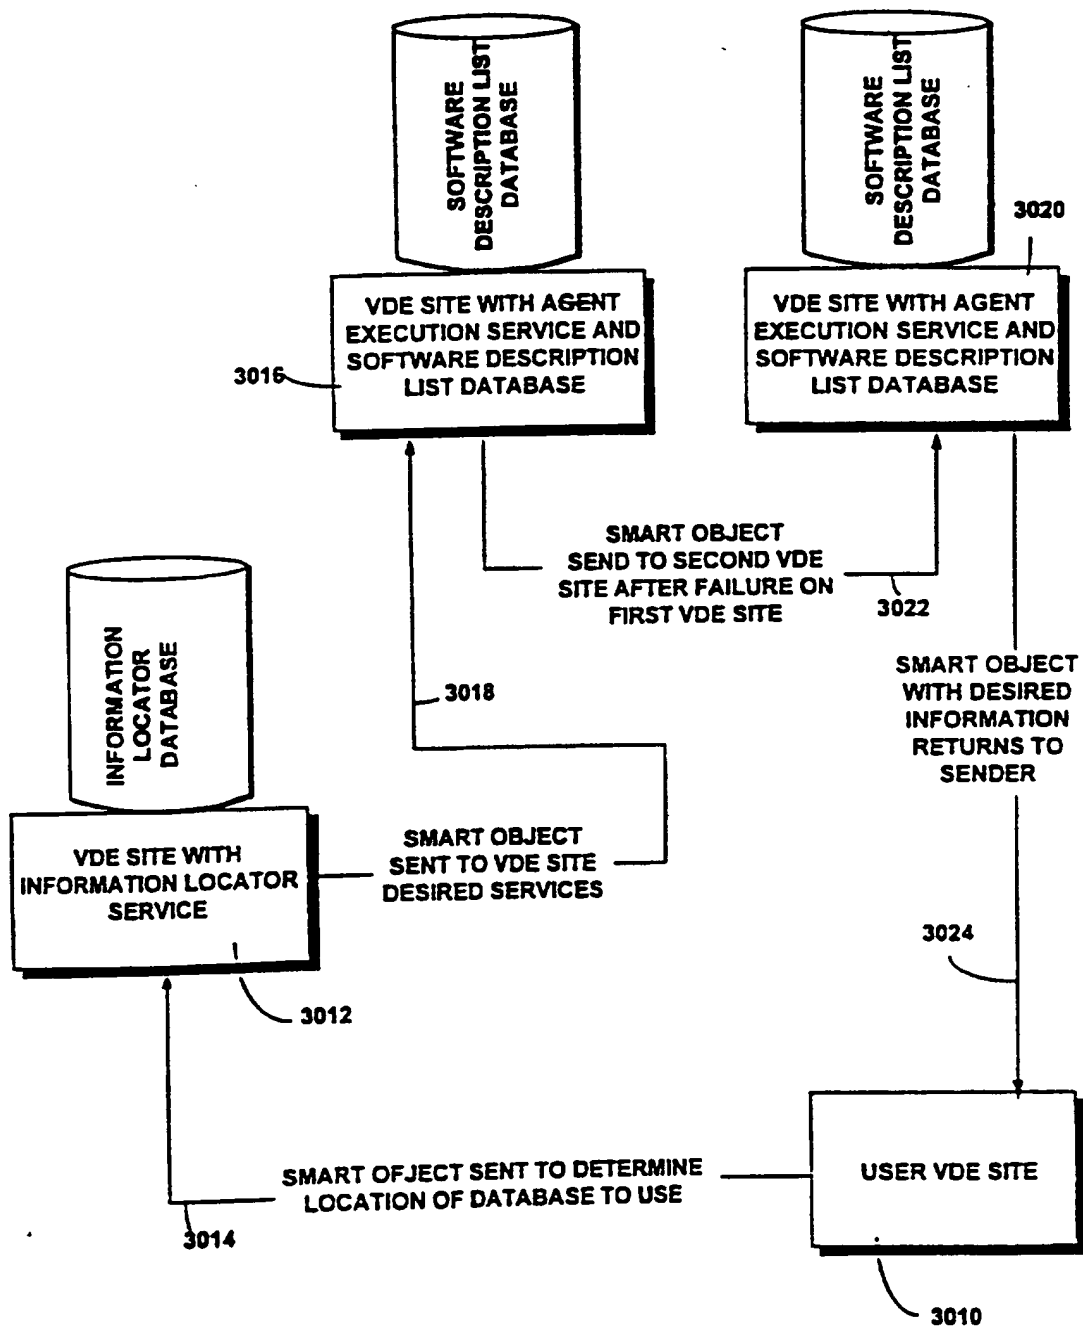 SOFTWARE
DESCRIPTION LIST
DATABASE
SOFTWARE
DESCRIPTION LIST
DATABASE
3020
VDE SITE WITH AGENT
EXECUTION SERVICE AND
SOFTWARE DESCRIPTION
LIST DATABASE
3016
VDE SITE WITH AGENT
EXECUTION SERVICE AND
SOFTWARE DESCRIPTION
LIST DATABASE
SMART OBJECT
SEND TO SECOND VDE
SITE AFTER FAILURE ON
FIRST VDE SITE
3022
INFORMATION
LOCATOR
DATABASE
3018
SMART OBJECT
WITH DESIRED
INFORMATION
RETURNS TO
SENDER
VDE SITE WITH
INFORMATION LOCATOR
SERVICE
SMART OBJECT
SENT TO VDE SITE
DESIRED SERVICES
3024
3012
SMART OFJECT SENT TO DETERMINE
LOCATION OF DATABASE TO USE
3014
USER VDE SITE
3010